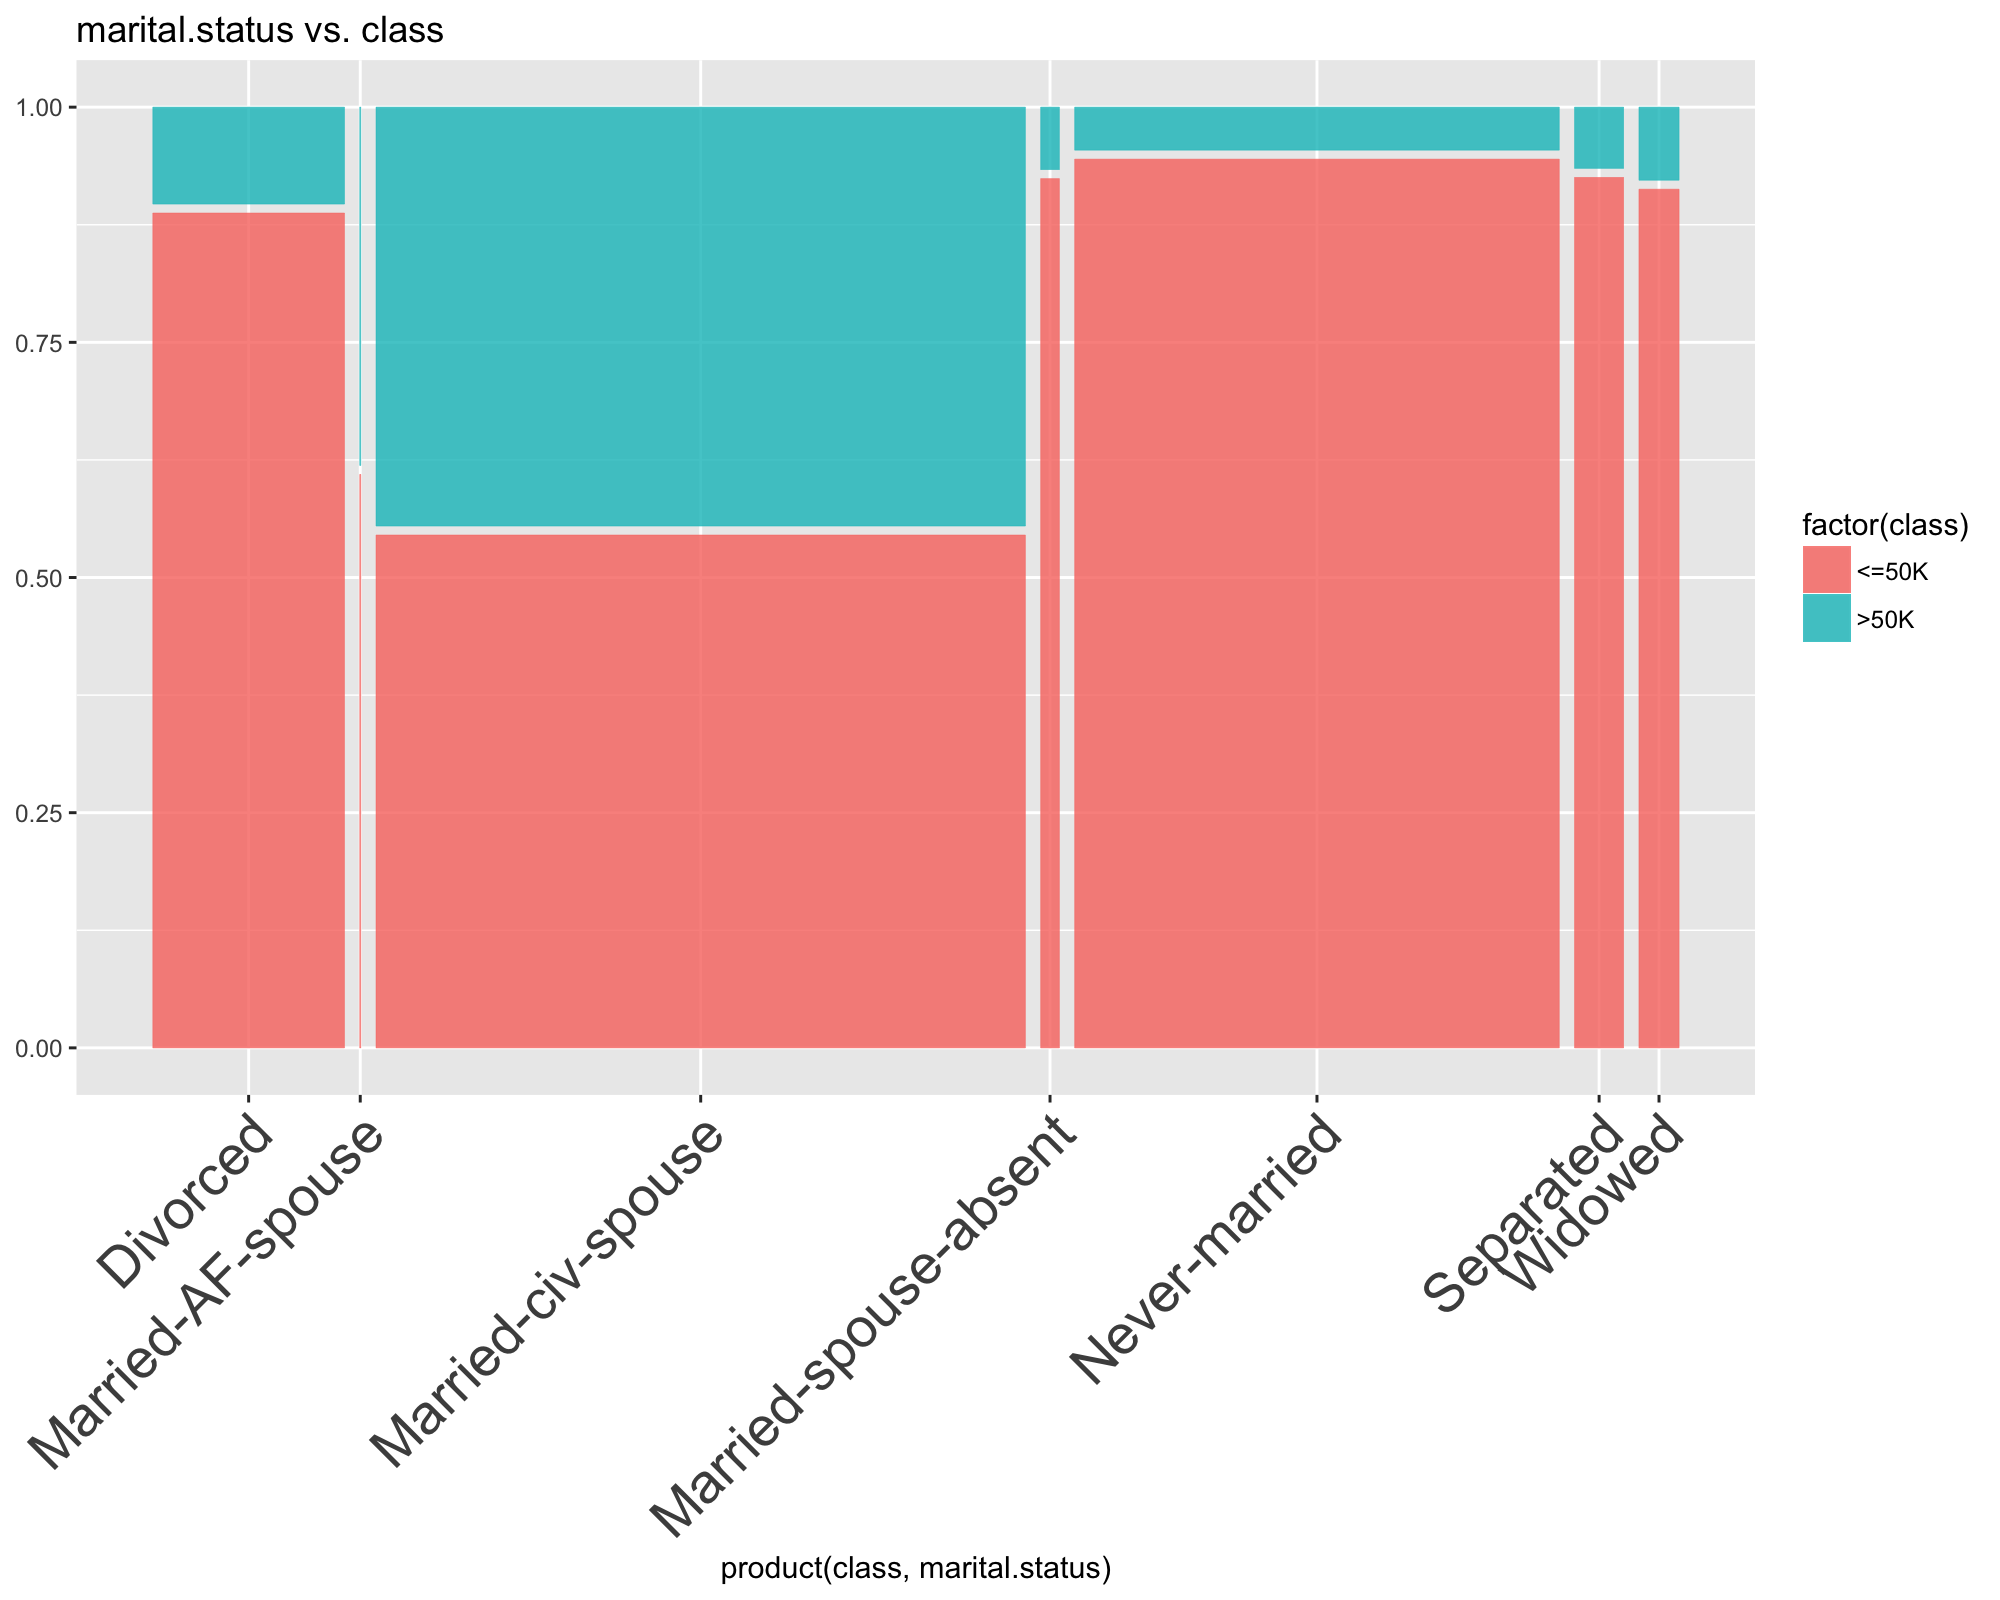 marital.status vs. class
1.00
0.75
0.50
0.25
0.00
factor(class)
<=50K
>50K
Divorced
Married-AF-spouse
Married-civ-spouse
Married-spouse-absent
Never-married
Separated
Widowed
product(class, marital.status)